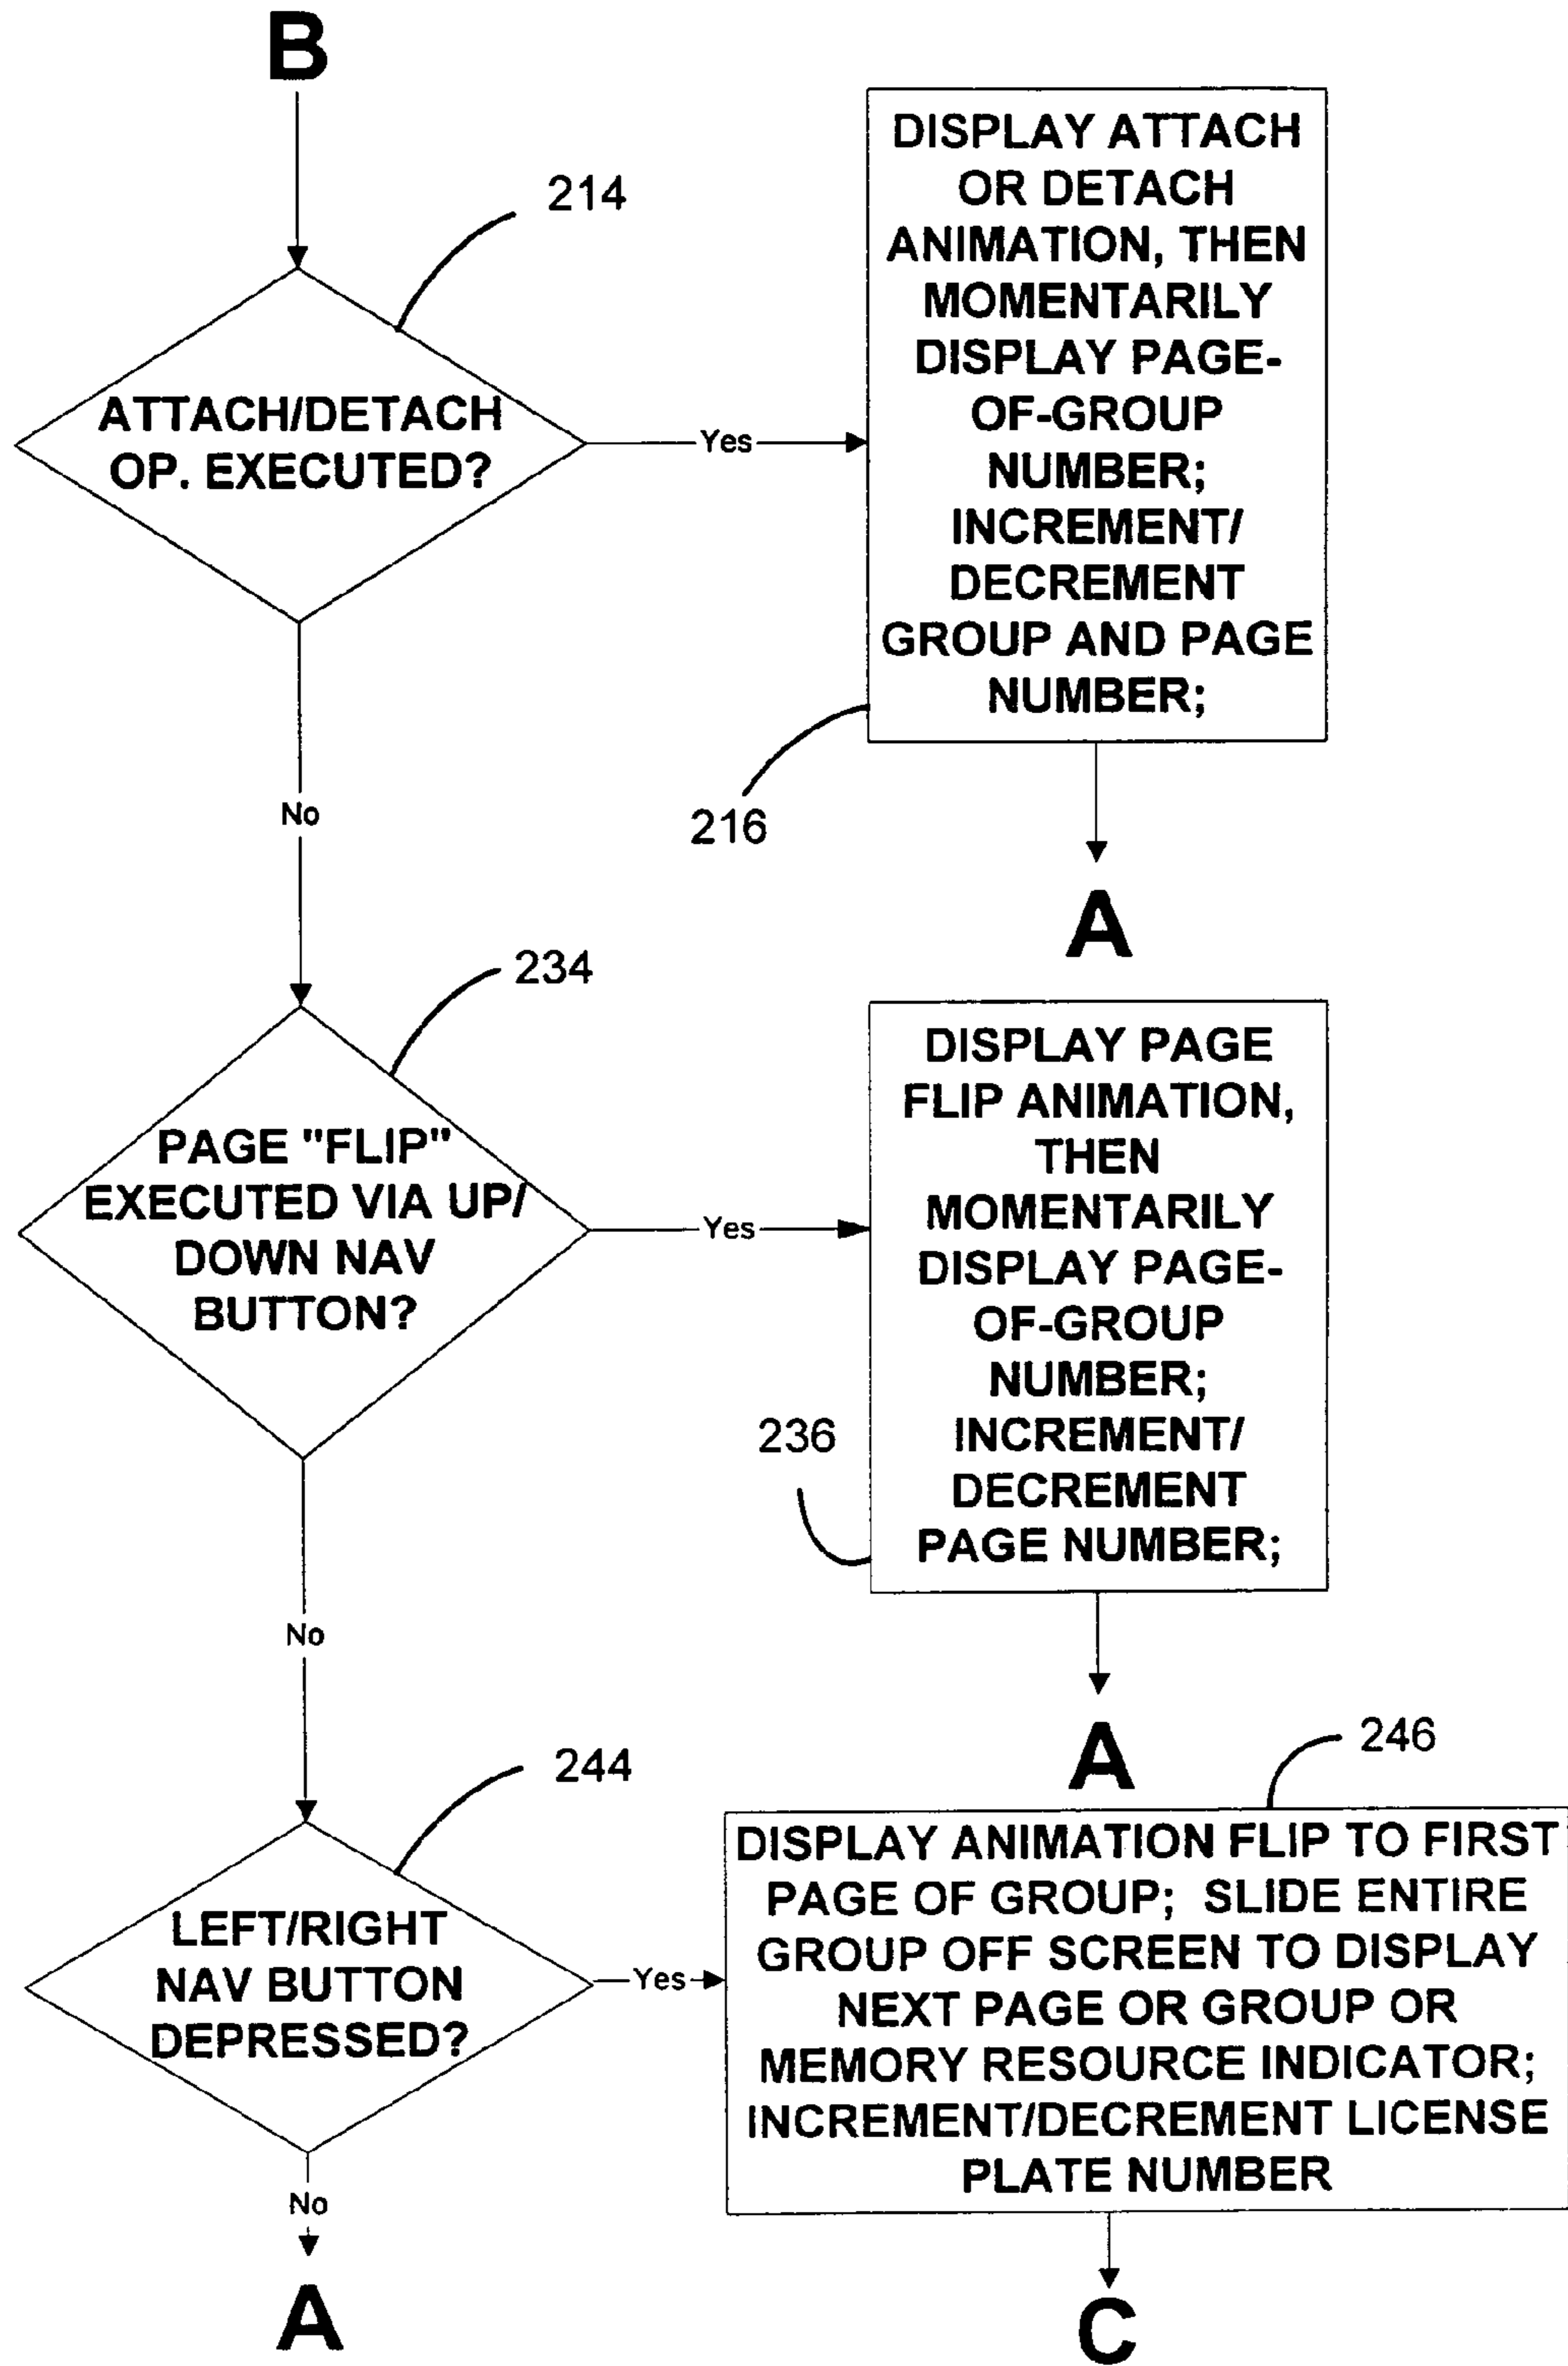 B
214
ATTACH/DETACH
OP. EXECUTED?
Yes
DISPLAY ATTACH
OR DETACH
ANIMATION, THEN
MOMENTARILY
DISPLAY PAGE-
OF-GROUP
NUMBER;
INCREMENT/
DECREMENT
GROUP AND PAGE
NUMBER;
216
A
No
234
PAGE "FLIP"
EXECUTED VIA UP/
DOWN NAV
BUTTON?
Yes
DISPLAY PAGE
FLIP ANIMATION,
THEN
MOMENTARILY
DISPLAY PAGE-
OF-GROUP
NUMBER;
INCREMENT/
DECREMENT
PAGE NUMBER;
236
A
No
244
LEFT/RIGHT
NAV BUTTON
DEPRESSED?
Yes
246
DISPLAY ANIMATION FLIP TO FIRST
PAGE OF GROUP; SLIDE ENTIRE
GROUP OFF SCREEN TO DISPLAY
NEXT PAGE OR GROUP OR
MEMORY RESOURCE INDICATOR;
INCREMENT/DECREMENT LICENSE
PLATE NUMBER
No
A
C